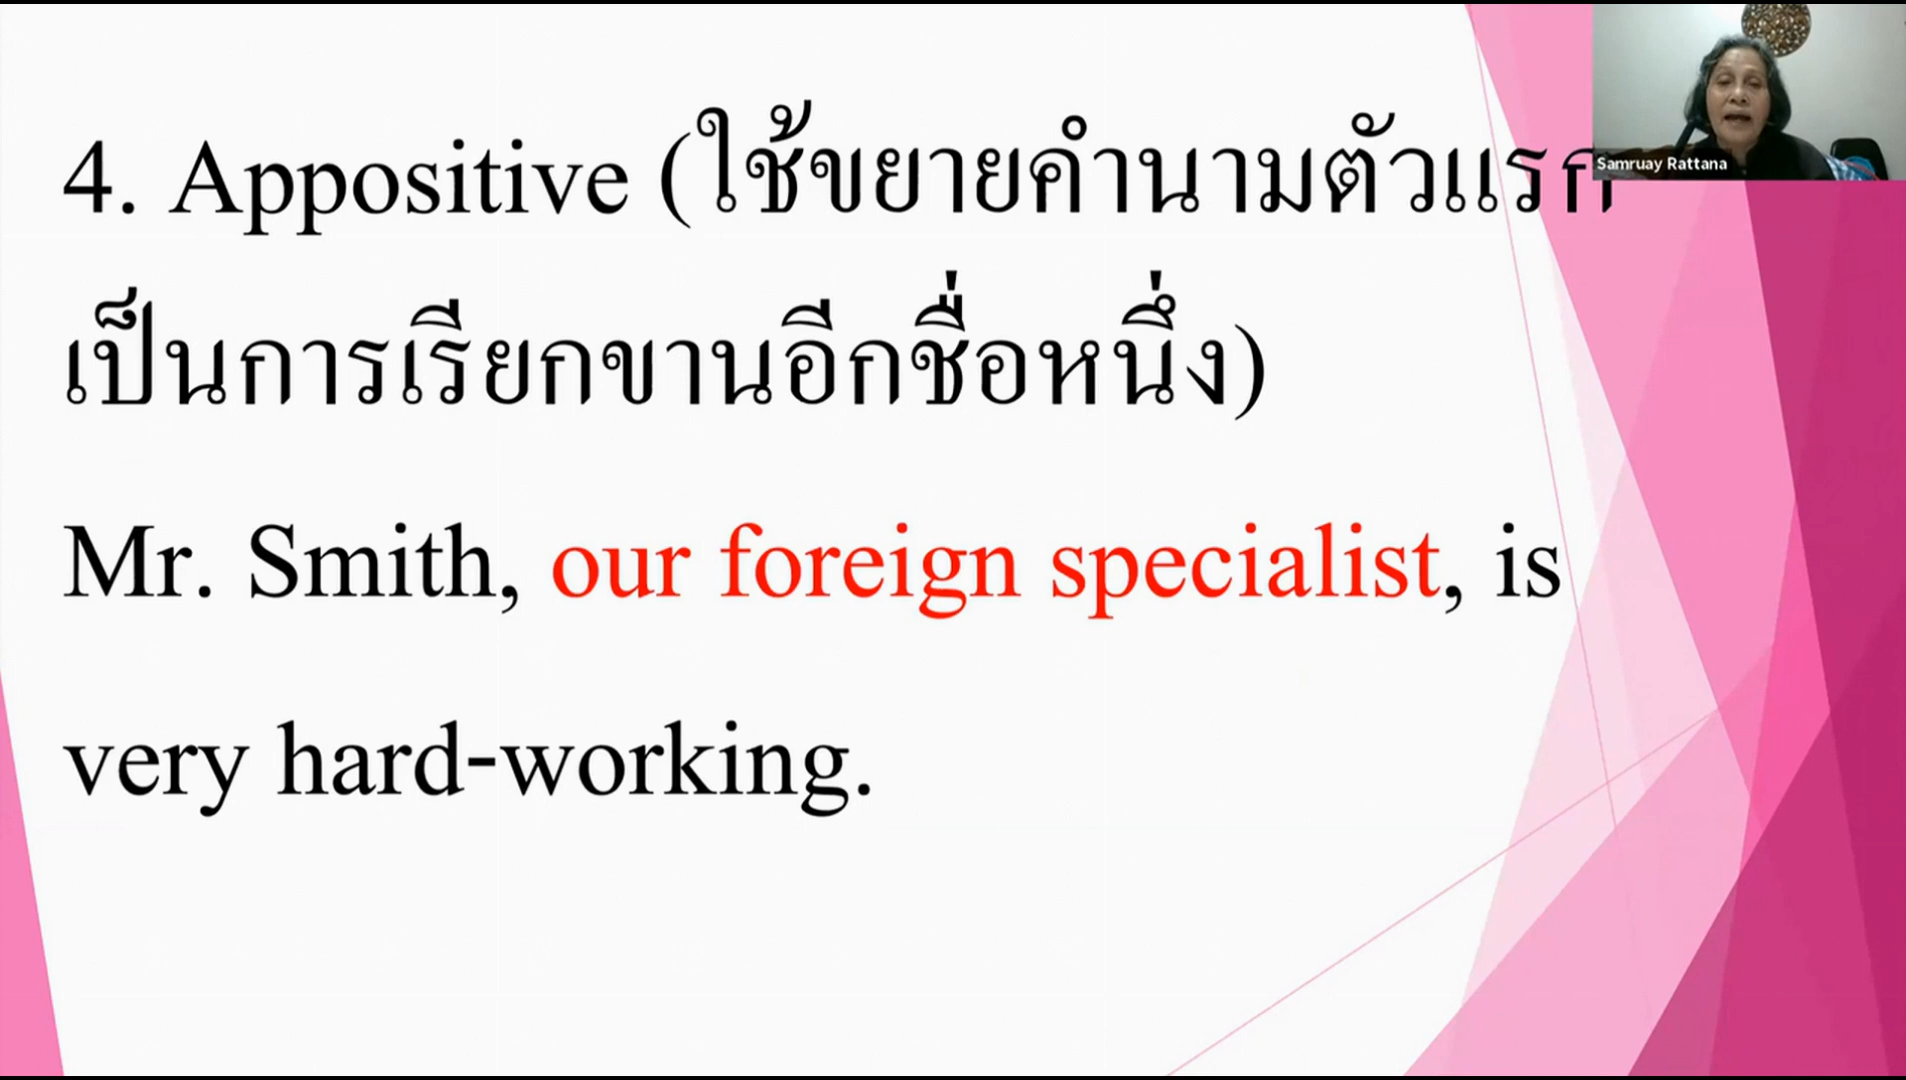 4. Appositive (ใช้ขยายคำนามตัวแรก
Samruay Rattana
เป็นการเรียกขานอีกชื่อหนึ่ง)
Mr. Smith, our foreign specialist, is
very hard-working.